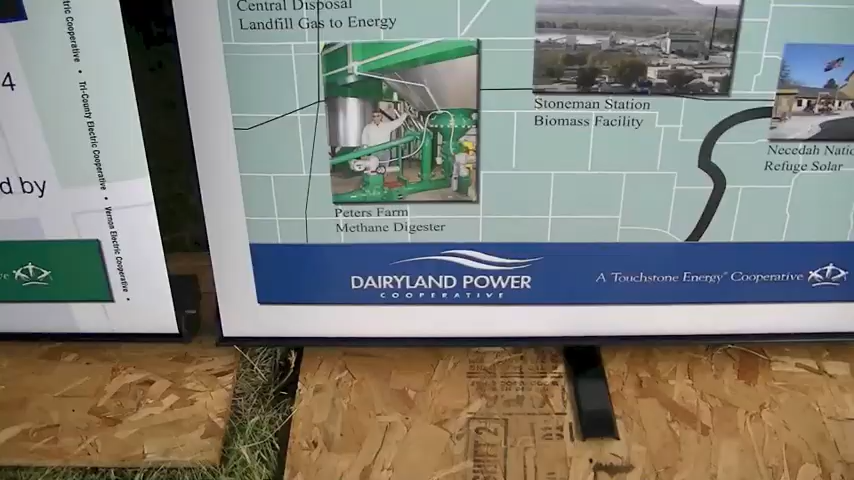 tric Cooperative • Tri-County Electric Cooperative • Vernon Electric Cooperative •
4
d by
Central Disposal
Landfill Gas to Energy
Stoneman Station
Biomass Facility
Necedah Natio
Refuge Solar
Peters Farm
Methane Digester
DAIRYLAND POWER
COOPERATIVE
A Touchstone Energy® Cooperative